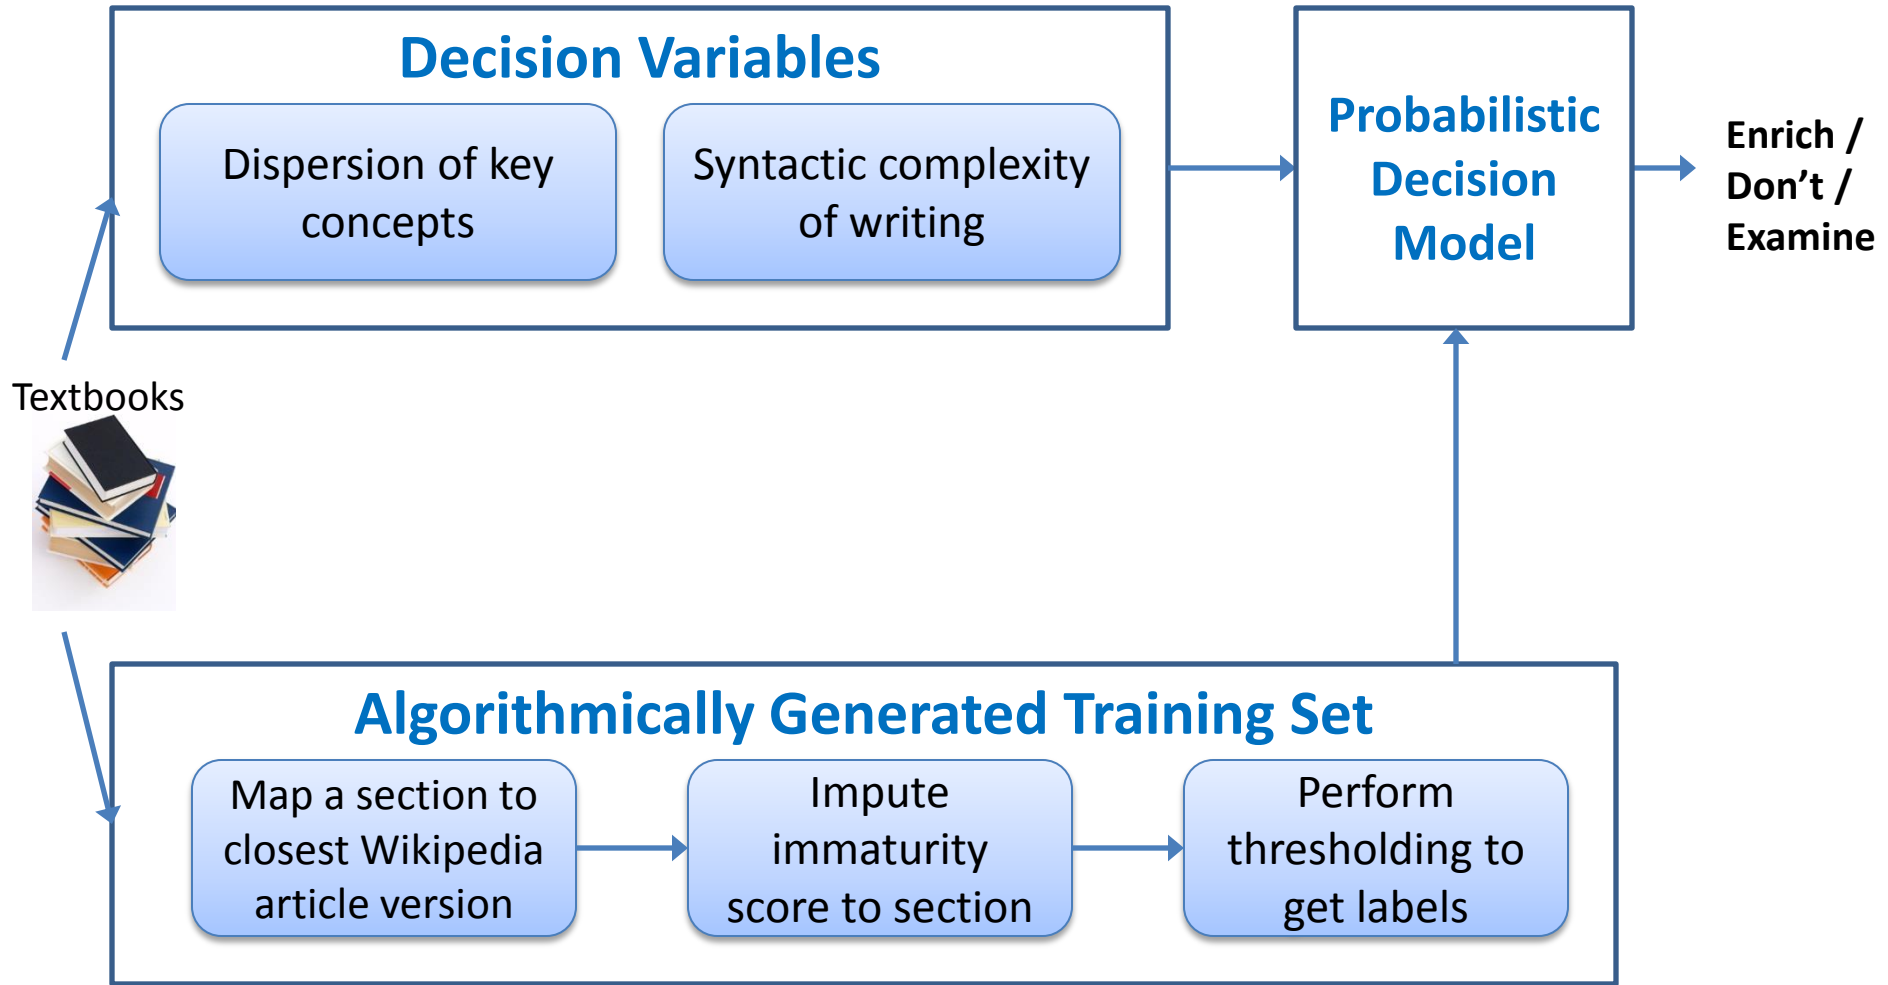 Decision Variables
Dispersion of key
concepts
Syntactic complexity
of writing
Probabilistic
Decision
Model
Enrich /
Don’t /
Examine
Textbooks
Algorithmically Generated Training Set
Map a section to
closest Wikipedia
article version
Impute
immaturity
score to section
Perform
thresholding to
get labels